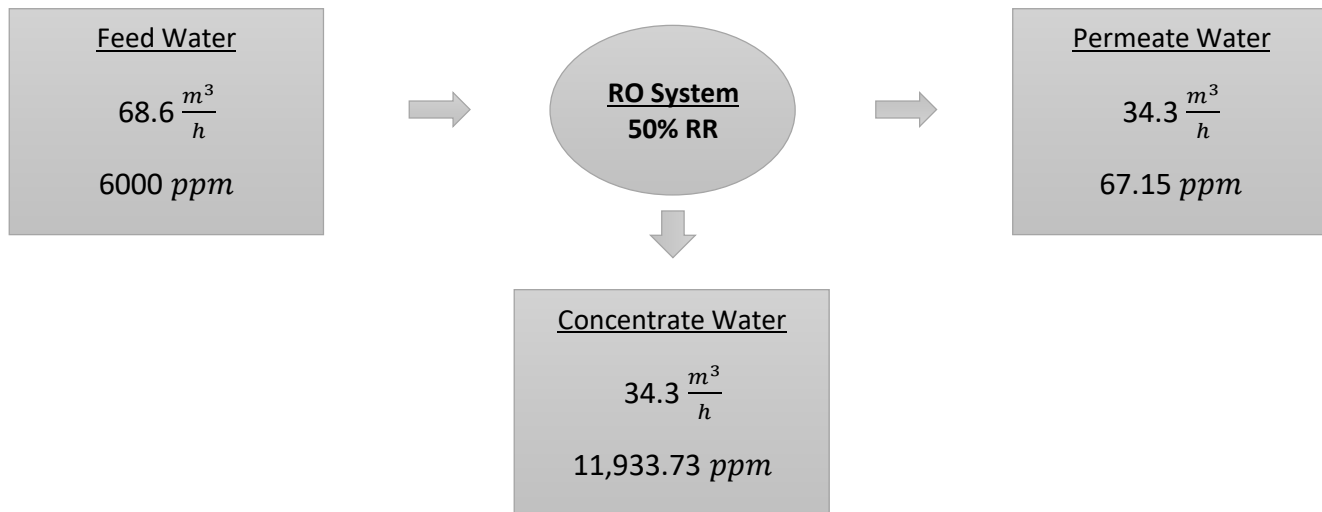 Feed Water
68.6 m³/h
6000 ppm
RO System
50% RR
Permeate Water
34.3 m³/h
67.15 ppm
Concentrate Water
34.3 m³/h
11,933.73 ppm